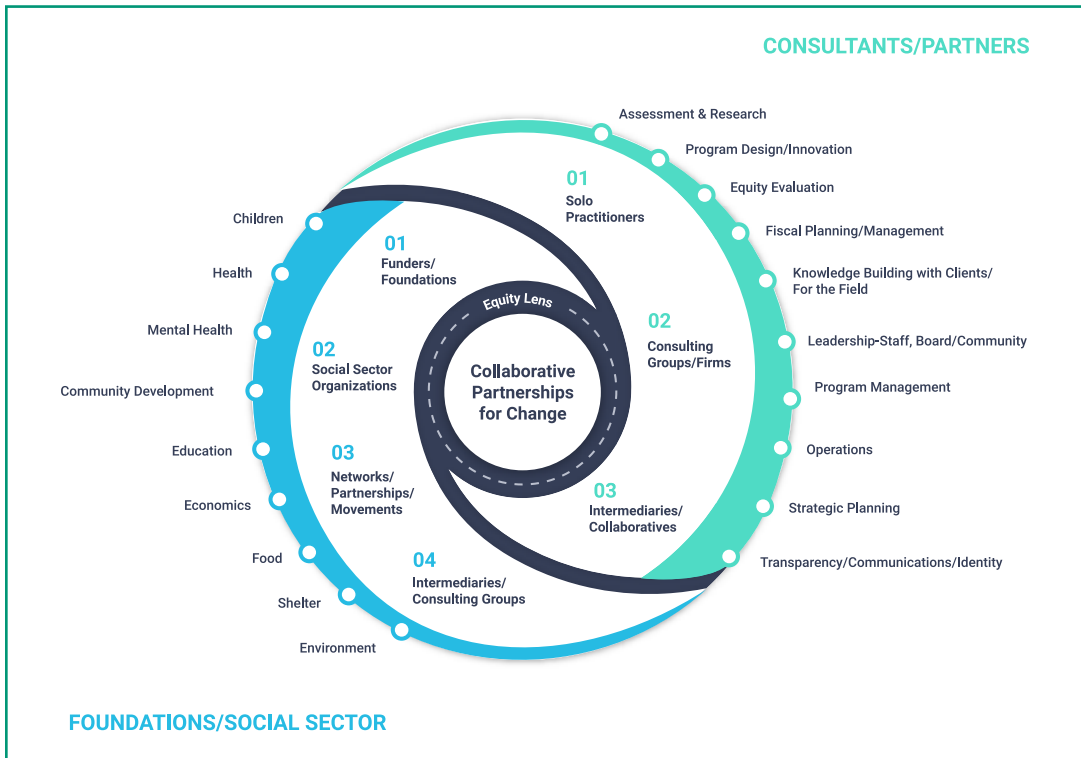 CONSULTANTS/PARTNERS
Assessment & Research
Program Design/Innovation
Equity Evaluation
Fiscal Planning/Management
Knowledge Building with Clients/
For the Field
Leadership-Staff, Board/Community
Program Management
Operations
Strategic Planning
Transparency/Communications/Identity
01
Solo
Practitioners
02
Consulting
Groups/Firms
03
Intermediaries/
Collaboratives
Equity Lens
Collaborative
Partnerships
for Change
01
Funders/
Foundations
02
Social Sector
Organizations
03
Networks/
Partnerships/
Movements
04
Intermediaries/
Consulting Groups
Children
Health
Mental Health
Community Development
Education
Economics
Food
Shelter
Environment
FOUNDATIONS/SOCIAL SECTOR